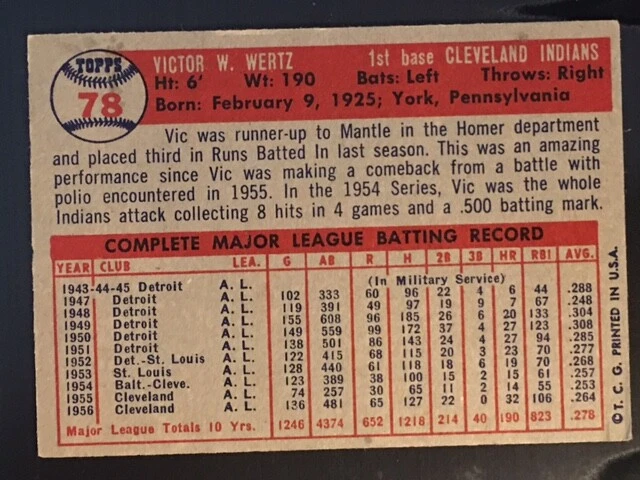 TOPPS
78
VICTOR W. WERTZ 1st base CLEVELAND INDIANS
Ht: 6' Wt: 190 Bats: Left Throws: Right
Born: February 9, 1925; York, Pennsylvania
Vic was runner-up to Mantle in the Homer department
and placed third in Runs Batted In last season. This was an amazing
performance since Vic was making a comeback from a battle with
polio encountered in 1955. In the 1954 Series, Vic was the whole
Indians' attack collecting 8 hits in 4 games and a .500 batting mark.
COMPLETE MAJOR LEAGUE BATTING RECORD
YEAR CLUB LEA. G AB R H 2B 3B HR RBI AVG.
1943-44-45 Detroit A. L. (In Military Service)
1947 Detroit A. L. 102 333 60 96 22 4 6 44 .288
1948 Detroit A. L. 119 391 49 97 19 9 7 67 .248
1949 Detroit A. L. 155 608 96 185 26 6 20 133 .304
1950 Detroit A. L. 149 559 99 172 37 4 27 123 .308
1951 Detroit A. L. 138 501 86 143 24 4 27 94 .285
1952 Det.-St. Louis A. L. 122 415 68 115 20 3 23 70 .277
1953 St. Louis A. L. 128 440 61 118 18 6 19 70 .268
1954 Balt.-Cleve. A. L. 123 389 38 100 15 2 15 61 .257
1955 Cleveland A. L. 74 257 30 65 11 2 14 55 .253
1956 Cleveland A. L. 136 481 65 127 22 0 32 106 .264
Major League Totals 10 Yrs. 1246 4374 652 1218 214 40 190 823 .278
© T. C. G. PRINTED IN U.S.A.